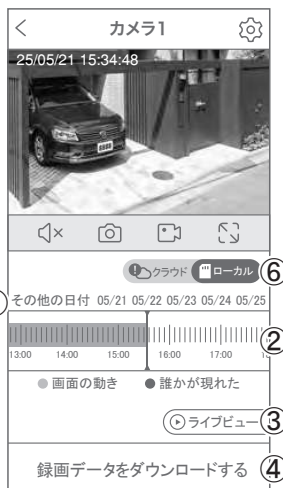 カメラ1
25/05/21 15:34:48
クラウド ローカル ⑥
その他の日付 05/21 05/22 05/23 05/24 05/25
②
13:00 14:00 15:00 16:00 17:00
画面の動き 誰かが現れた
ライブビュー ③
録画データをダウンロードする ④